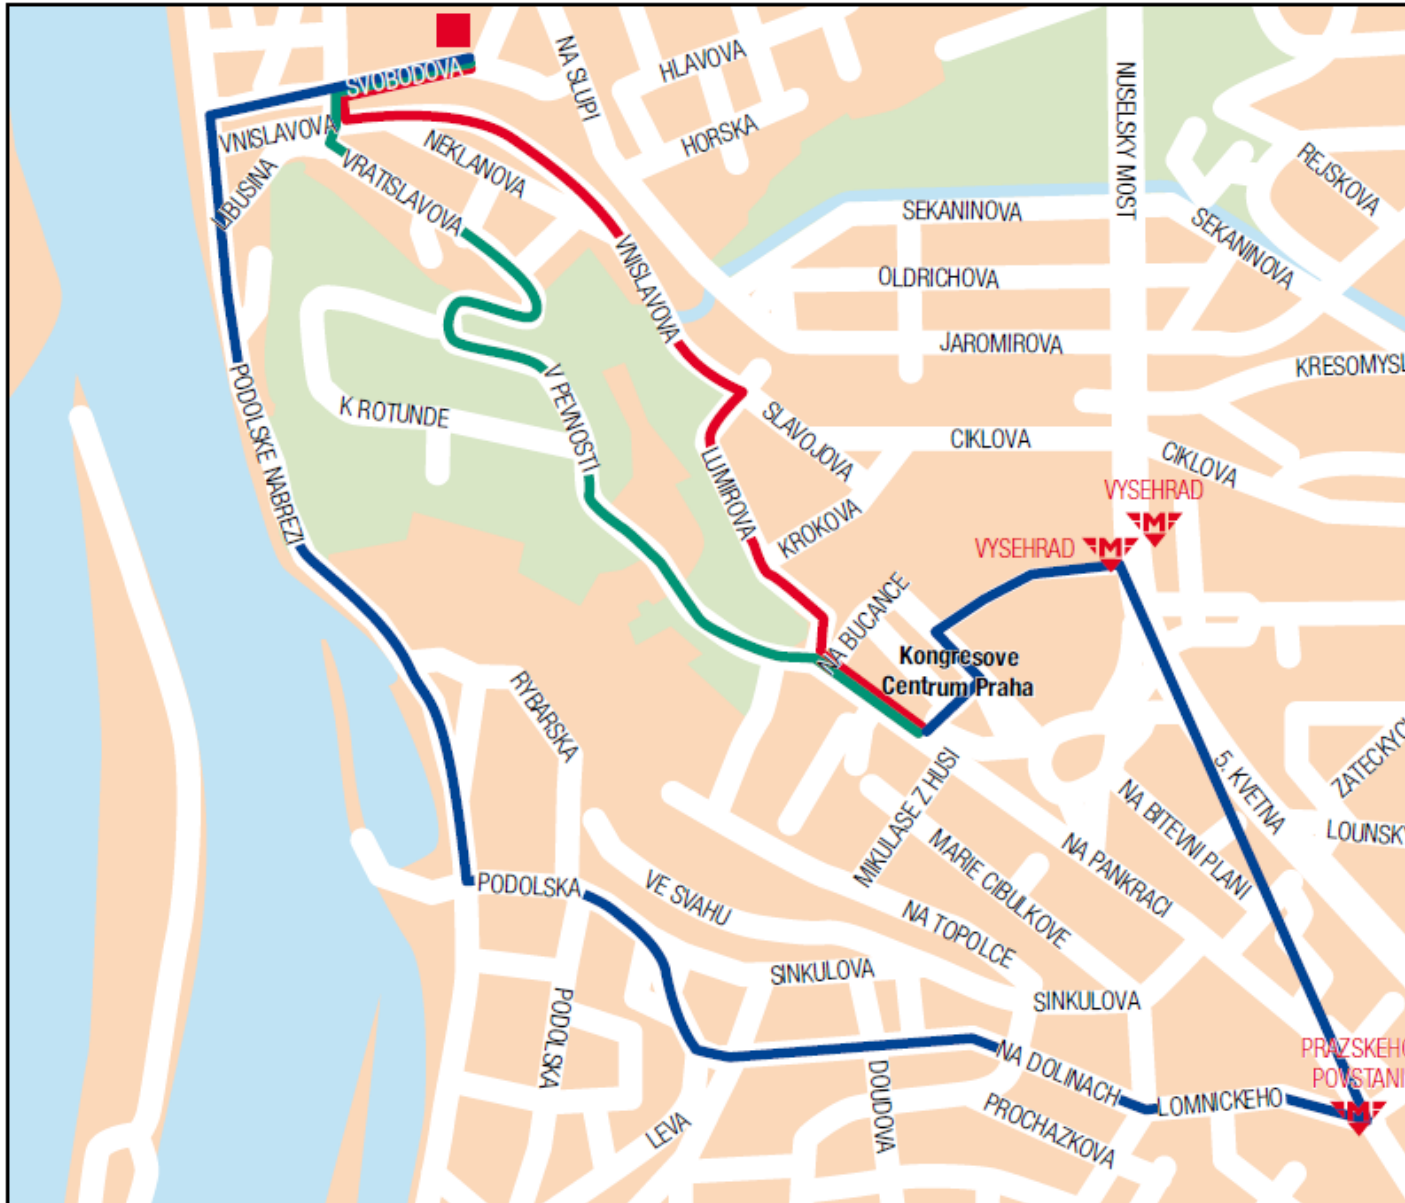 SVOBODOVA
NA SLUPI
HLAVOVA
HORSKA
NUSELSKY MOST
REJSKOVA
VNISLAVOVA
LIBUSINA
VRATISLAVOVA
NEKLANOVA
SEKANINOVA
SEKANINOVA
OLDRICHOVA
JAROMIROVA
KRESOMYSL
VNISLAVOVA
PODOLSKE NABREZI
K ROTUNDE
V PEVNOSTI
SLAVOJOVA
LUMIROVA
CIKLOVA
CIKLOVA
KROKOVA
VYSEHRAD
M
VYSEHRAD
M
NA BUCANCE
Kongresove
Centrum Praha
RYBARSKA
MIKULASE Z HUSI
5. KVETNA
ZATECKYC
LOUNSKY
NA BITEVNI PLANI
NA PANKRACI
MARIE CIBULKOVE
PODOLSKA
VE SVAHU
NA TOPOLCE
SINKULOVA
SINKULOVA
PODOLSKA
DOUDOVA
NA DOLINACH
LOMNICKEHO
PRAZSKEHO
POVSTANI
M
PROCHAZKOVA
LEVA